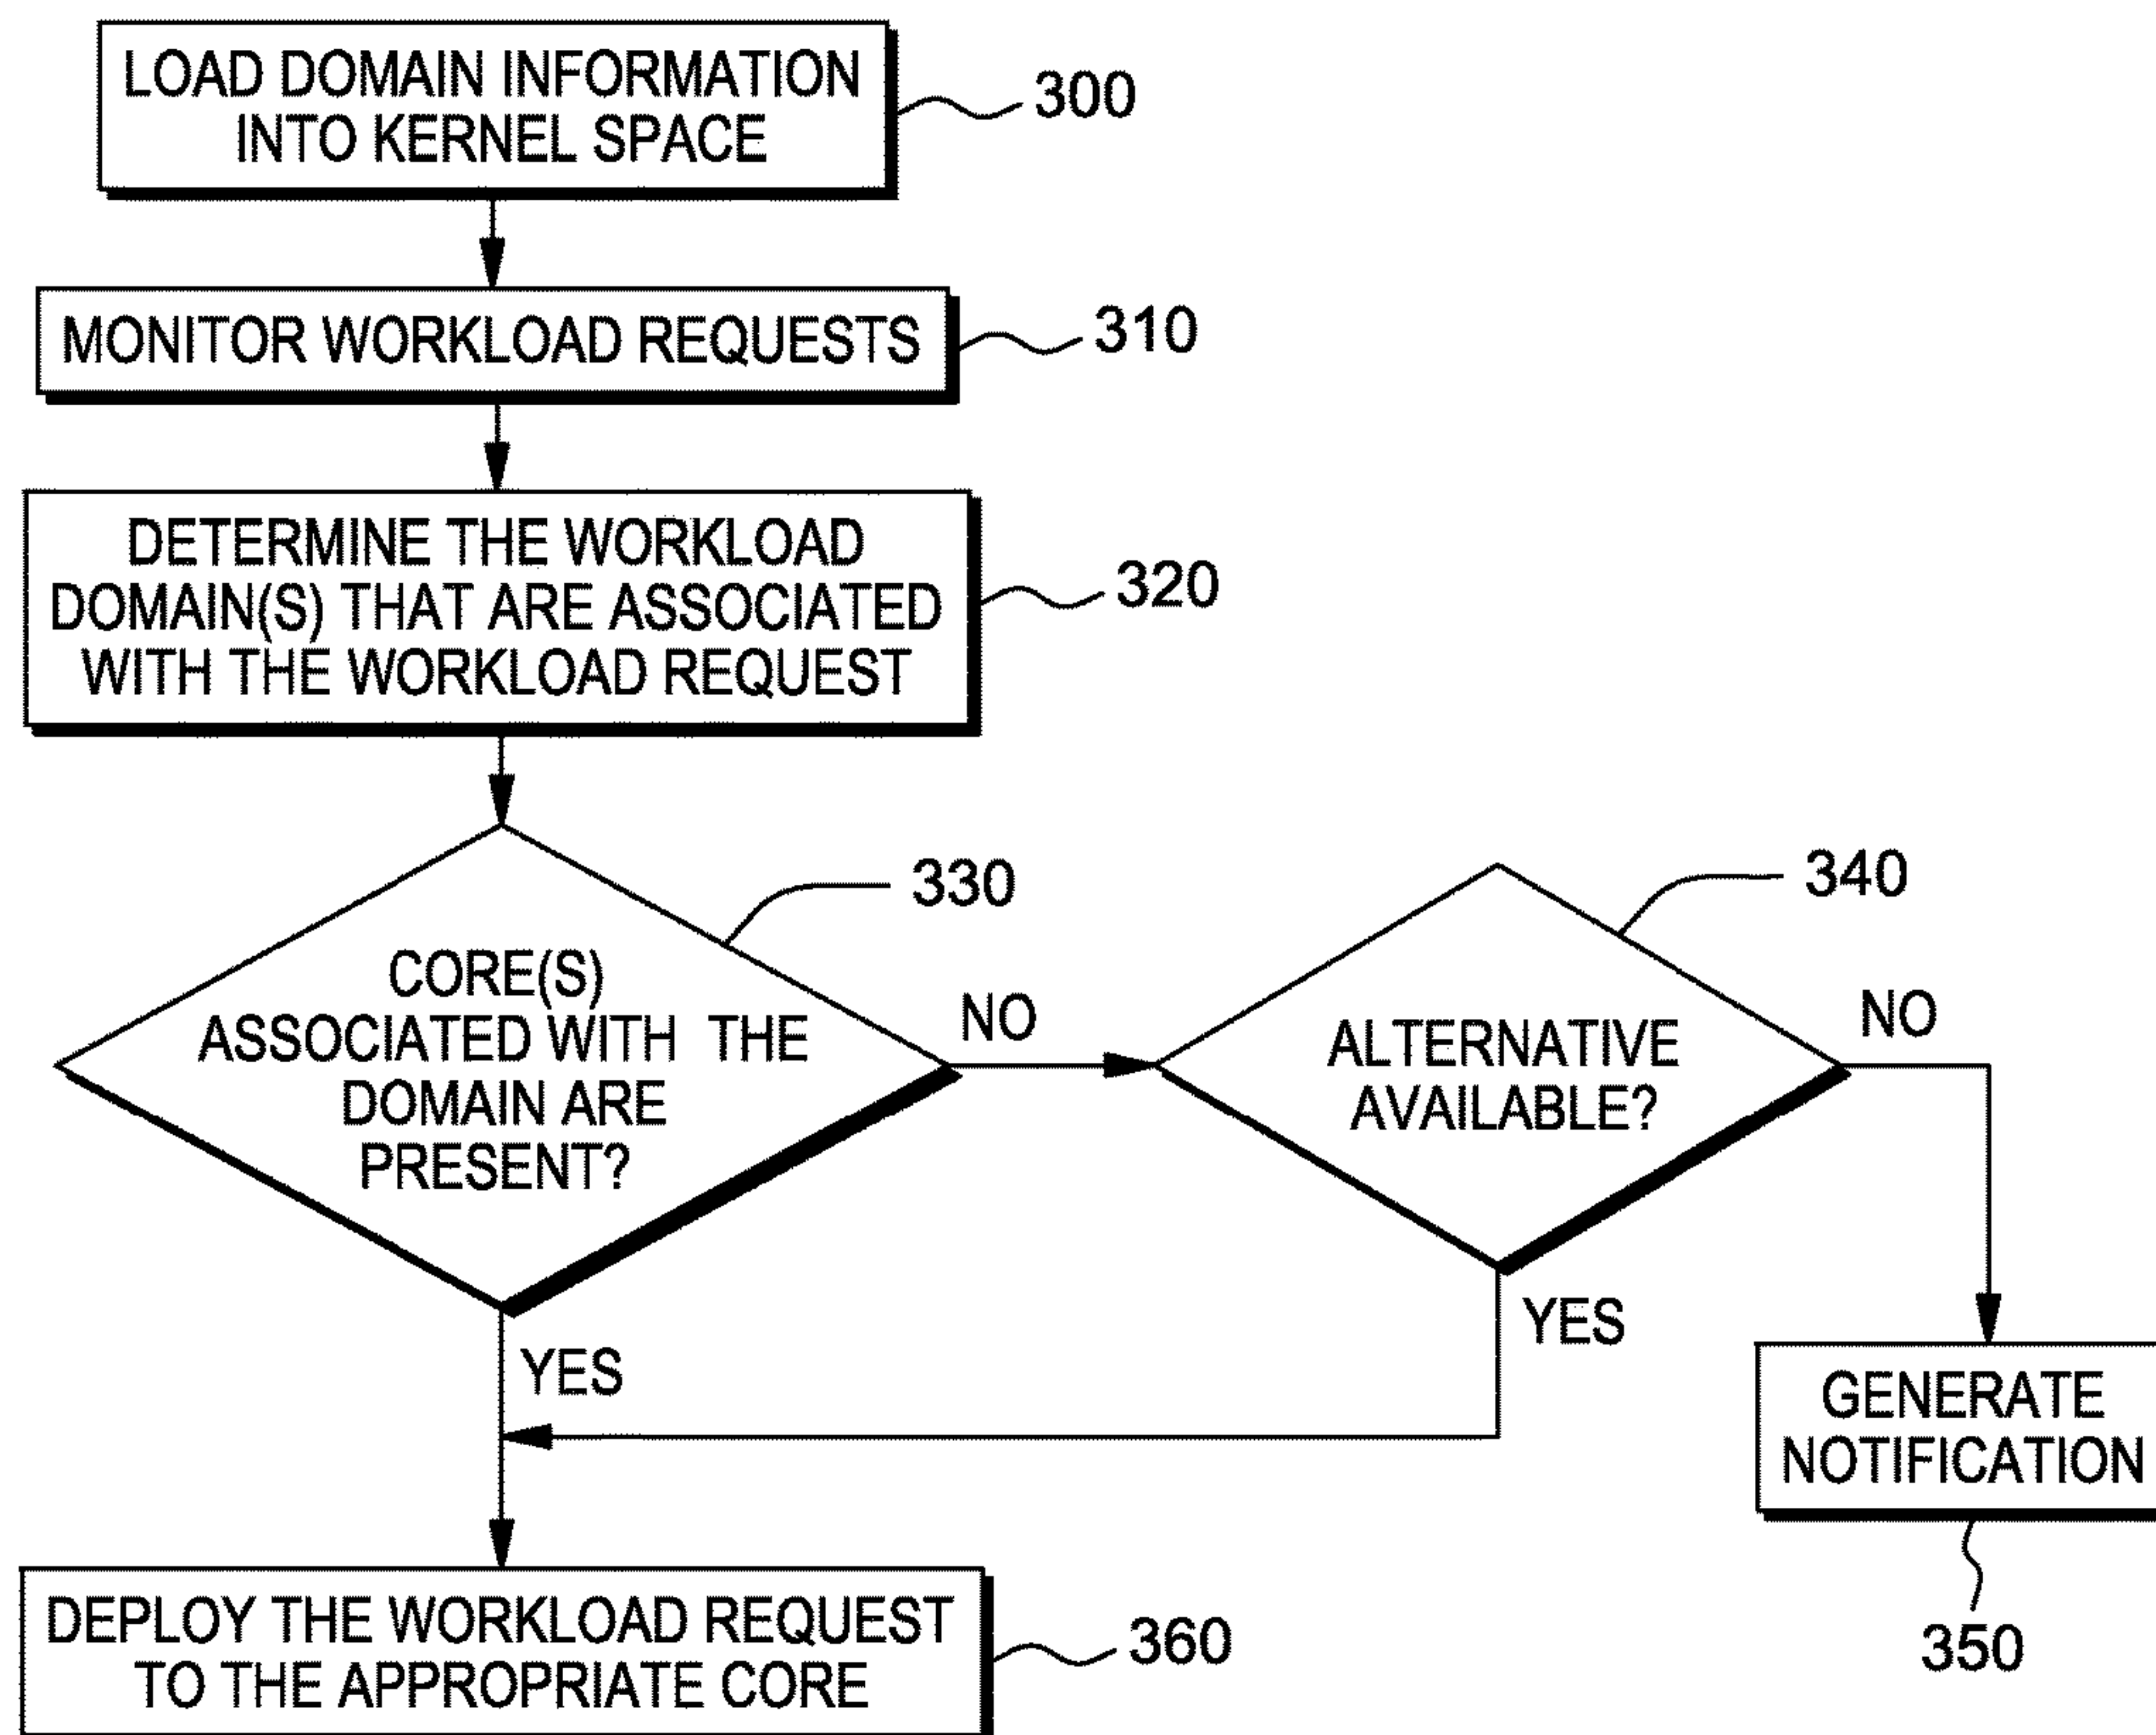 LOAD DOMAIN INFORMATION
INTO KERNEL SPACE
300
MONITOR WORKLOAD REQUESTS
310
DETERMINE THE WORKLOAD
DOMAIN(S) THAT ARE ASSOCIATED
WITH THE WORKLOAD REQUEST
320
330
CORE(S)
ASSOCIATED WITH THE
DOMAIN ARE
PRESENT?
NO
YES
340
ALTERNATIVE
AVAILABLE?
NO
YES
GENERATE
NOTIFICATION
350
DEPLOY THE WORKLOAD REQUEST
TO THE APPROPRIATE CORE
360